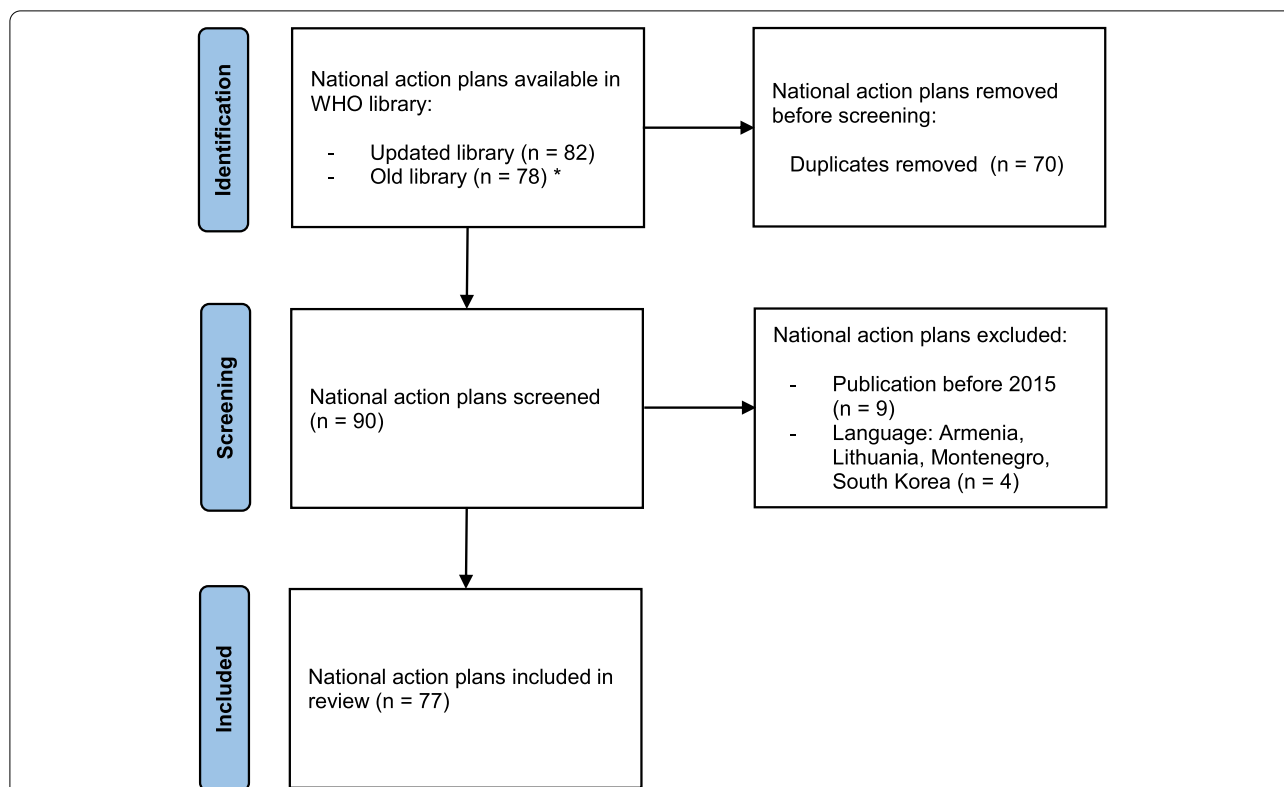 Identification
National action plans available in
WHO library:
- Updated library (n = 82)
- Old library (n = 78) *
National action plans removed
before screening:
Duplicates removed (n = 70)
Screening
National action plans screened
(n = 90)
National action plans excluded:
- Publication before 2015
(n = 9)
- Language: Armenia,
Lithuania, Montenegro,
South Korea (n = 4)
Included
National action plans included in
review (n = 77)